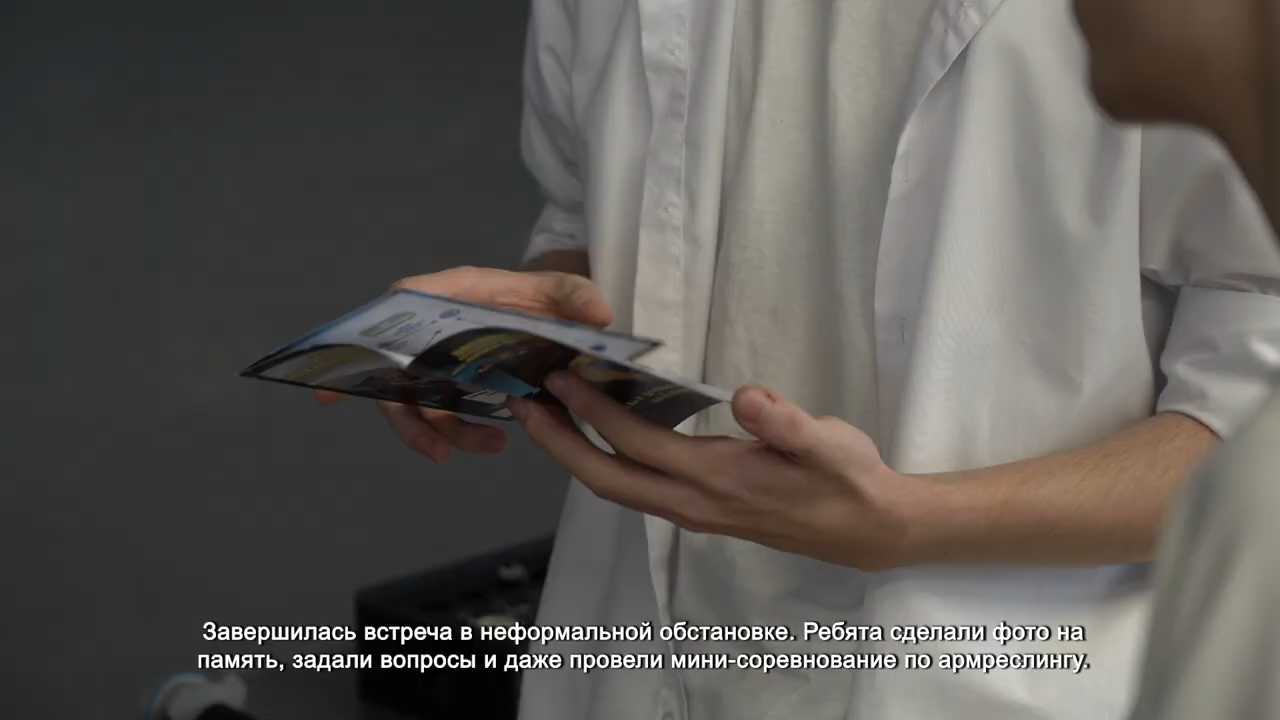 Завершилась встреча в неформальной обстановке. Ребята сделали фото на
память, задали вопросы и даже провели мини-соревнование по армреслингу.